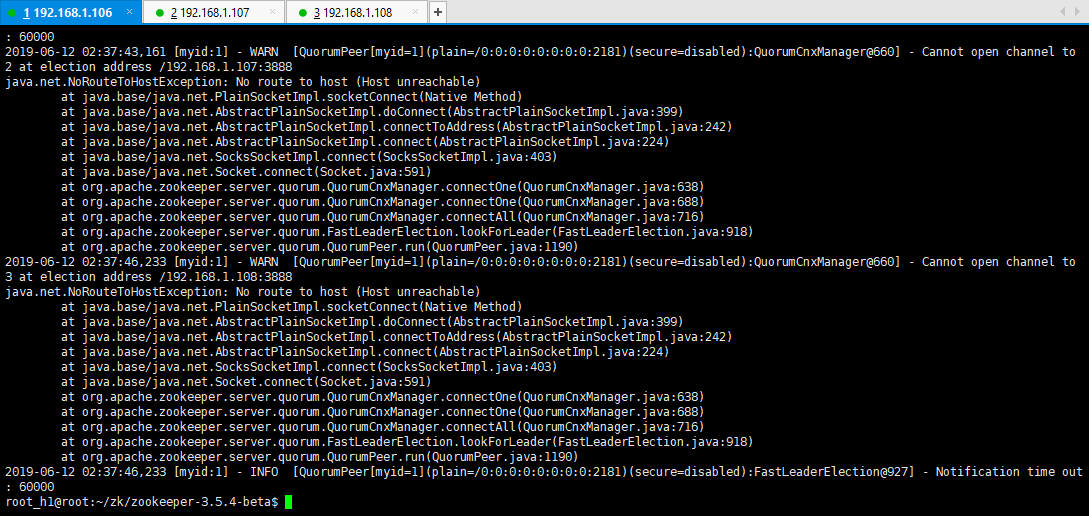 1 192.168.1.106 × 2 192.168.1.107 × 3 192.168.1.108 × +
: 60000
2019-06-12 02:37:43,161 [myid:1] - WARN  [QuorumPeer[myid=1](plain=/0:0:0:0:0:0:0:0:2181)(secure=disabled):QuorumCnxManager@660] - Cannot open channel to
2 at election address /192.168.1.107:3888
java.net.NoRouteToHostException: No route to host (Host unreachable)
        at java.base/java.net.PlainSocketImpl.socketConnect(Native Method)
        at java.base/java.net.AbstractPlainSocketImpl.doConnect(AbstractPlainSocketImpl.java:399)
        at java.base/java.net.AbstractPlainSocketImpl.connectToAddress(AbstractPlainSocketImpl.java:242)
        at java.base/java.net.AbstractPlainSocketImpl.connect(AbstractPlainSocketImpl.java:224)
        at java.base/java.net.SocksSocketImpl.connect(SocksSocketImpl.java:403)
        at java.base/java.net.Socket.connect(Socket.java:591)
        at org.apache.zookeeper.server.quorum.QuorumCnxManager.connectOne(QuorumCnxManager.java:638)
        at org.apache.zookeeper.server.quorum.QuorumCnxManager.connectOne(QuorumCnxManager.java:688)
        at org.apache.zookeeper.server.quorum.QuorumCnxManager.connectAll(QuorumCnxManager.java:716)
        at org.apache.zookeeper.server.quorum.FastLeaderElection.lookForLeader(FastLeaderElection.java:918)
        at org.apache.zookeeper.server.quorum.QuorumPeer.run(QuorumPeer.java:1190)
2019-06-12 02:37:46,233 [myid:1] - WARN  [QuorumPeer[myid=1](plain=/0:0:0:0:0:0:0:0:2181)(secure=disabled):QuorumCnxManager@660] - Cannot open channel to
3 at election address /192.168.1.108:3888
java.net.NoRouteToHostException: No route to host (Host unreachable)
        at java.base/java.net.PlainSocketImpl.socketConnect(Native Method)
        at java.base/java.net.AbstractPlainSocketImpl.doConnect(AbstractPlainSocketImpl.java:399)
        at java.base/java.net.AbstractPlainSocketImpl.connectToAddress(AbstractPlainSocketImpl.java:242)
        at java.base/java.net.AbstractPlainSocketImpl.connect(AbstractPlainSocketImpl.java:224)
        at java.base/java.net.SocksSocketImpl.connect(SocksSocketImpl.java:403)
        at java.base/java.net.Socket.connect(Socket.java:591)
        at org.apache.zookeeper.server.quorum.QuorumCnxManager.connectOne(QuorumCnxManager.java:638)
        at org.apache.zookeeper.server.quorum.QuorumCnxManager.connectOne(QuorumCnxManager.java:688)
        at org.apache.zookeeper.server.quorum.QuorumCnxManager.connectAll(QuorumCnxManager.java:716)
        at org.apache.zookeeper.server.quorum.FastLeaderElection.lookForLeader(FastLeaderElection.java:918)
        at org.apache.zookeeper.server.quorum.QuorumPeer.run(QuorumPeer.java:1190)
2019-06-12 02:37:46,233 [myid:1] - INFO  [QuorumPeer[myid=1](plain=/0:0:0:0:0:0:0:0:2181)(secure=disabled):FastLeaderElection@927] - Notification time out
: 60000
root_h1@root:~/zk/zookeeper-3.5.4-beta$